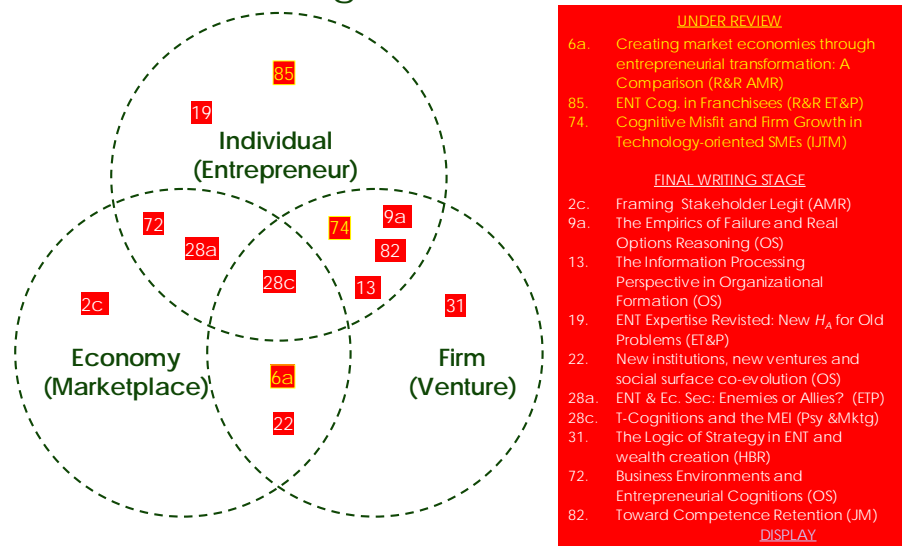 85
19
Individual
(Entrepreneur)
72
28a
74
9a
82
28c
13
2c
31
Economy
(Marketplace)
Firm
(Venture)
6a
22
UNDER REVIEW
6a. Creating market economies through
entrepreneurial transformation: A
Comparison (R&R AMR)
85. ENT Cog. in Franchisees (R&R ET&P)
74. Cognitive Misfit and Firm Growth in
Technology-oriented SMEs (IJTM)
FINAL WRITING STAGE
2c. Framing Stakeholder Legit (AMR)
9a. The Empirics of Failure and Real
Options Reasoning (OS)
13. The Information Processing
Perspective in Organizational
Formation (OS)
19. ENT Expertise Revisted: New H_A for Old
Problems (ET&P)
22. New institutions, new ventures and
social surface co-evolution (OS)
28a. ENT & Ec. Sec: Enemies or Allies? (ETP)
28c. T-Cognitions and the MEI (Psy &Mktg)
31. The Logic of Strategy in ENT and
wealth creation (HBR)
72. Business Environments and
Entrepreneurial Cognitions (OS)
82. Toward Competence Retention (JM)
DISPLAY